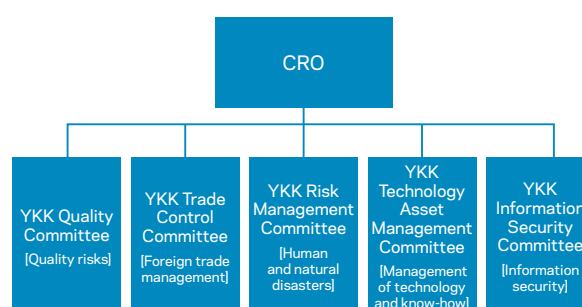 CRO
YKK Quality
Committee
[Quality risks]
YKK Trade
Control
Committee
[Foreign trade
management]
YKK Risk
Management
Committee
[Human
and natural
disasters]
YKK
Technology
Asset
Management
Committee
[Management
of technology
and know-how]
YKK
Information
Security
Committee
[Information
security]